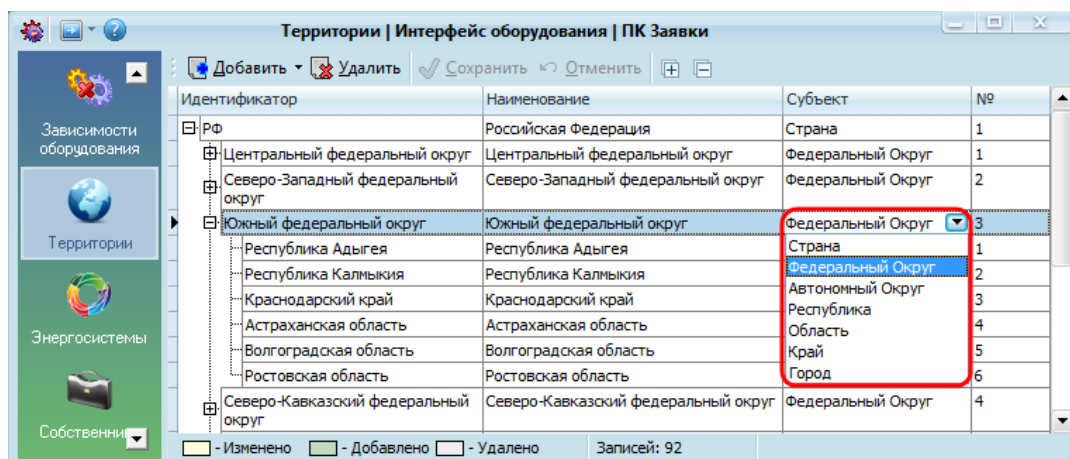 Территории | Интерфейс оборудования | ПК Заявки
Добавить Удалить Сохранить Отменить
Идентификатор Наименование Субъект №
РФ Российская Федерация Страна 1
Центральный федеральный округ Центральный федеральный округ Федеральный Округ 1
Северо-Западный федеральный округ Северо-Западный федеральный округ Федеральный Округ 2
Южный федеральный округ Южный федеральный округ Федеральный Округ 3
Республика Адыгея Республика Адыгея Страна 1
Республика Калмыкия Республика Калмыкия Федеральный Округ 2
Краснодарский край Краснодарский край Автономный Округ 3
Республика
Астраханская область Астраханская область Область 4
Волгоградская область Волгоградская область Край 5
Ростовская область Ростовская область Город 6
Северо-Кавказский федеральный округ Северо-Кавказский федеральный округ Федеральный Округ 4
Зависимости
оборудования
Территории
Энергосистемы
- Изменено - Добавлено - Удалено Записей: 92